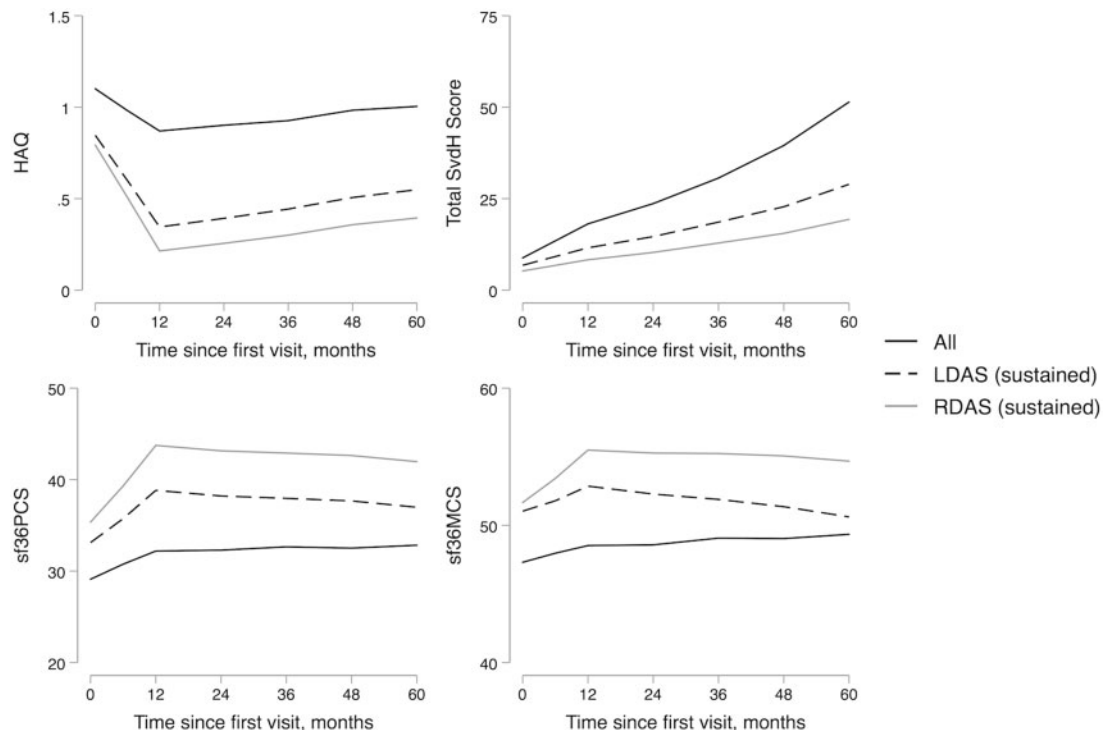 1.5
1
.5
0
HAQ
0 12 24 36 48 60
Time since first visit, months
75
50
25
0
Total SvdH Score
0 12 24 36 48 60
Time since first visit, months
All
LDAS (sustained)
RDAS (sustained)
50
40
30
20
sf36PCS
0 12 24 36 48 60
Time since first visit, months
60
50
40
sf36MCS
0 12 24 36 48 60
Time since first visit, months